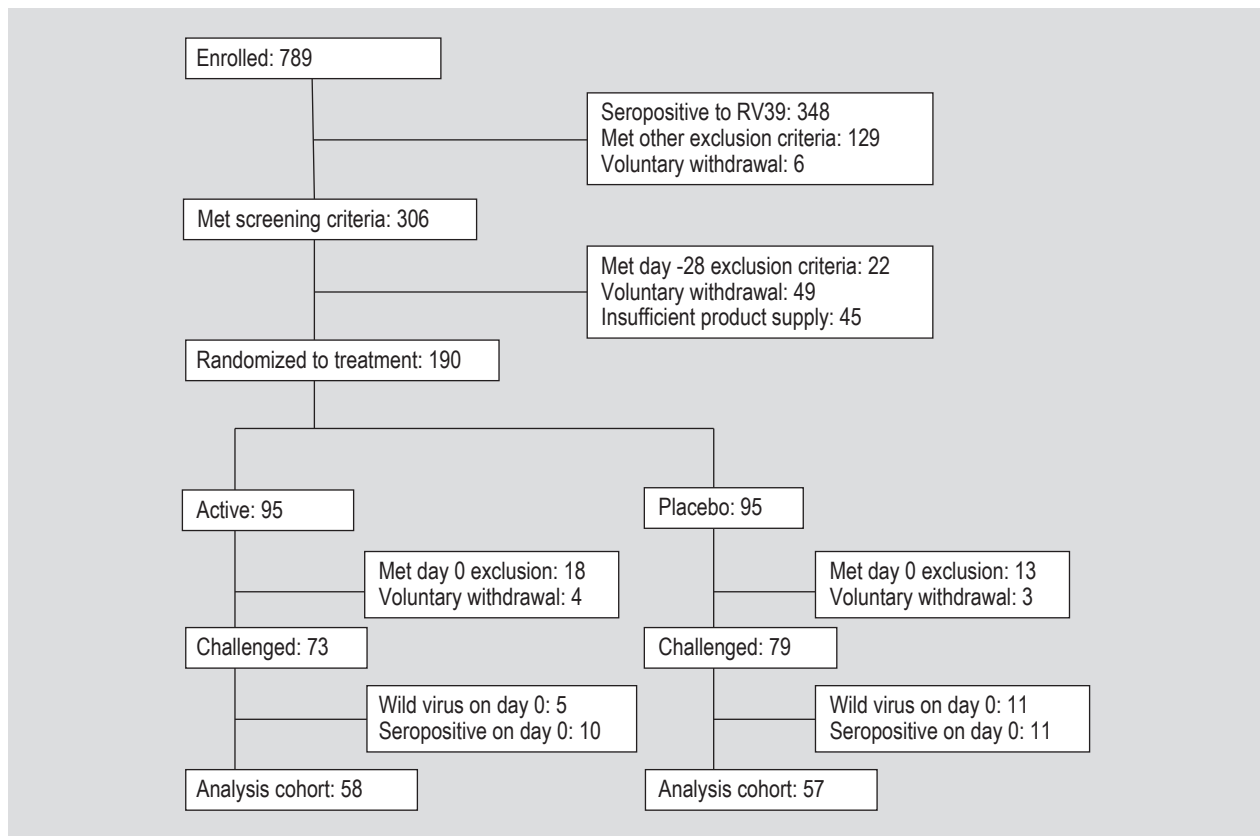 Enrolled: 789
Seropositive to RV39: 348
Met other exclusion criteria: 129
Voluntary withdrawal: 6
Met screening criteria: 306
Met day -28 exclusion criteria: 22
Voluntary withdrawal: 49
Insufficient product supply: 45
Randomized to treatment: 190
Active: 95
Placebo: 95
Met day 0 exclusion: 18
Voluntary withdrawal: 4
Met day 0 exclusion: 13
Voluntary withdrawal: 3
Challenged: 73
Challenged: 79
Wild virus on day 0: 5
Seropositive on day 0: 10
Wild virus on day 0: 11
Seropositive on day 0: 11
Analysis cohort: 58
Analysis cohort: 57